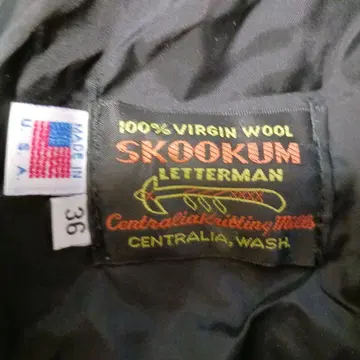 100% VIRGIN WOOL
SKOOKUM
LETTERMAN
Centralia Knitting Mills
CENTRALIA, WASH.
MADE IN
U.S.A.
36